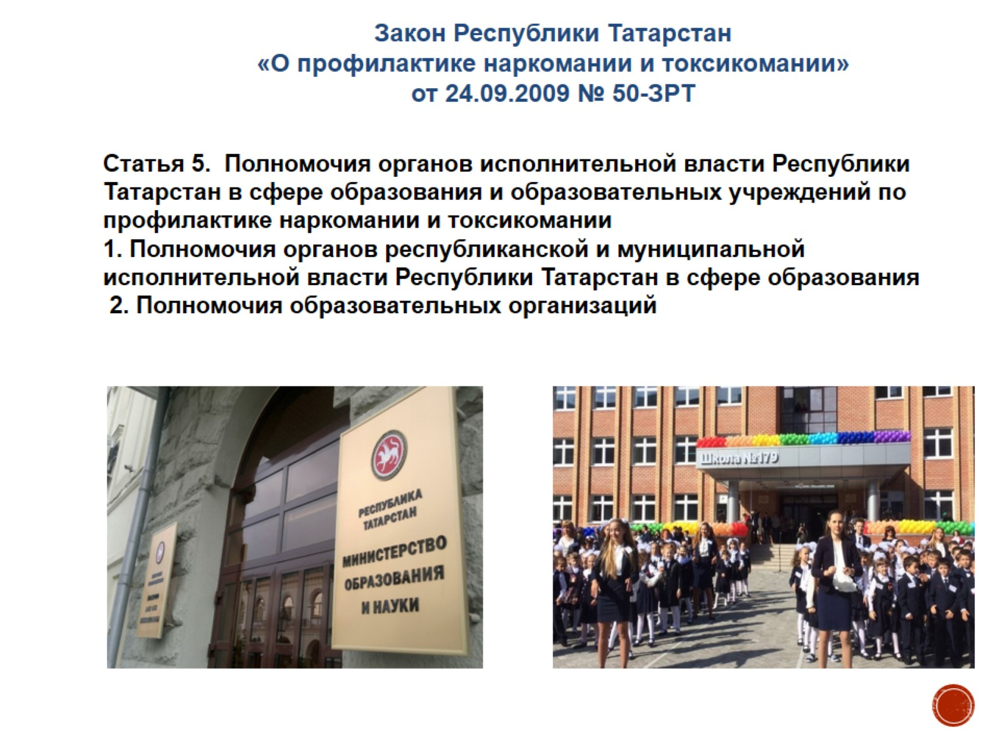 Закон Республики Татарстан
«О профилактике наркомании и токсикомании»
от 24.09.2009 № 50-ЗРТ
Статья 5.  Полномочия органов исполнительной власти Республики
Татарстан в сфере образования и образовательных учреждений по
профилактике наркомании и токсикомании
1. Полномочия органов республиканской и муниципальной
исполнительной власти Республики Татарстан в сфере образования
2. Полномочия образовательных организаций
РЕСПУБЛИКА
ТАТАРСТАН
МИНИСТЕРСТВО
ОБРАЗОВАНИЯ
И НАУКИ
Школа №179